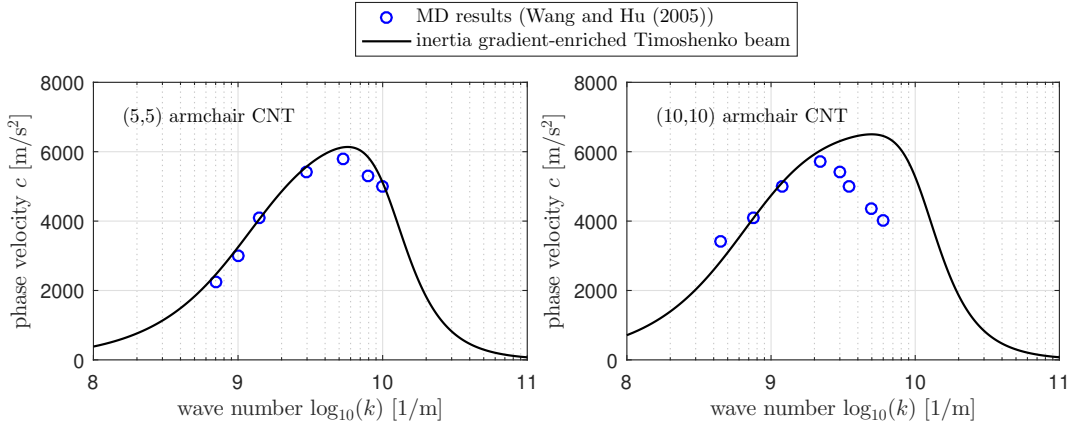 MD results (Wang and Hu (2005))
inertia gradient-enriched Timoshenko beam
8000
6000
4000
2000
0
phase velocity c [m/s²]
(5,5) armchair CNT
8
9
10
11
wave number log₁₀(k) [1/m]
8000
6000
4000
2000
0
phase velocity c [m/s²]
(10,10) armchair CNT
8
9
10
11
wave number log₁₀(k) [1/m]